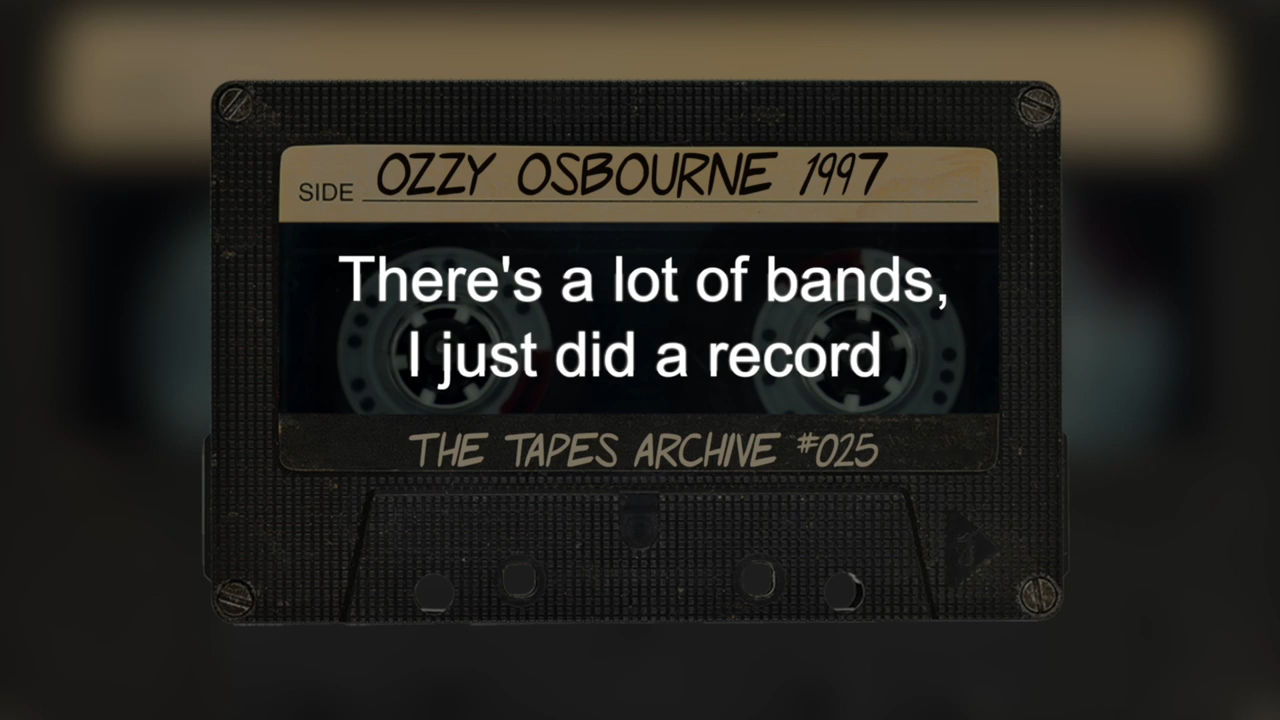 OZZY OSBOURNE 1997
SIDE
There's a lot of bands,
I just did a record
THE TAPES ARCHIVE #025